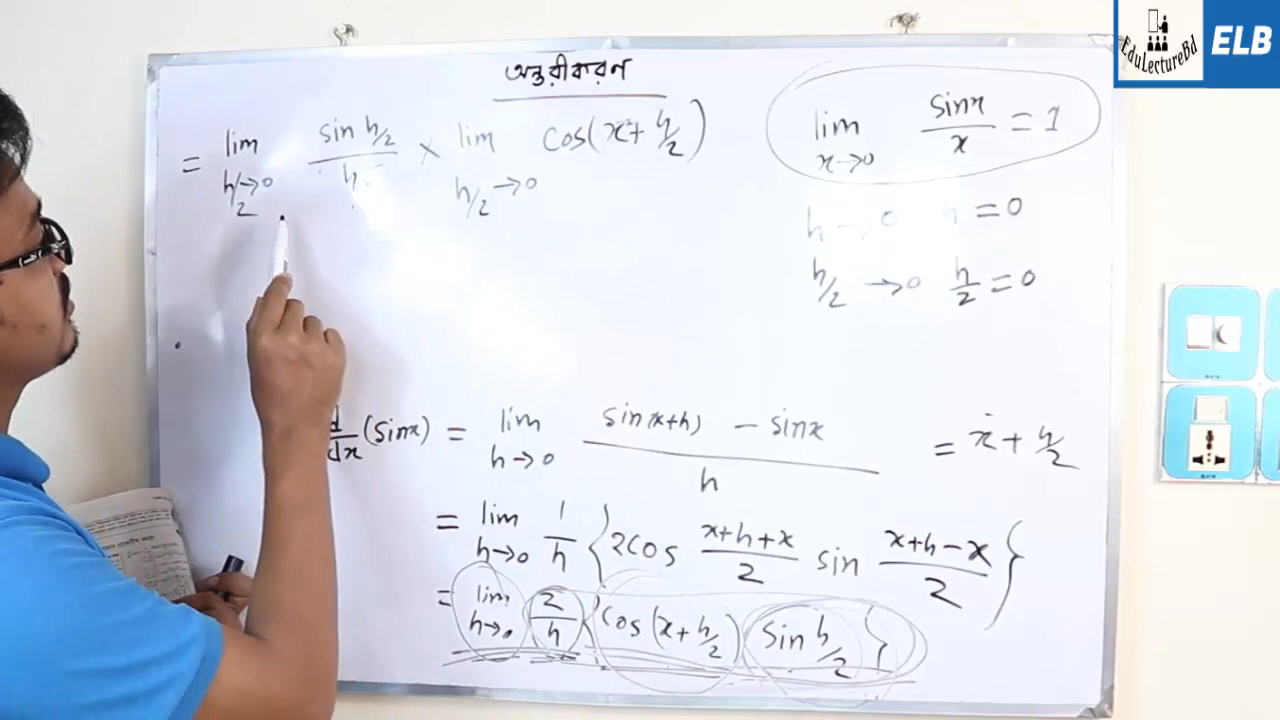 EduLectureBd
ELB
অন্তরীকরণ
= lim h/2→0 sin h/2 / h × lim h/2→0 cos(x+h/2)
lim x→0 sinx/x = 1
h→0 h=0
h/2→0 h/2=0
d/dx (sinx) = lim h→0 sin(x+h) - sinx / h
= x+h/2
= lim h→0 1/h {2cos x+h+x/2 sin x+h-x/2}
= lim h→0 2/h {cos(x+h/2) sin h/2}